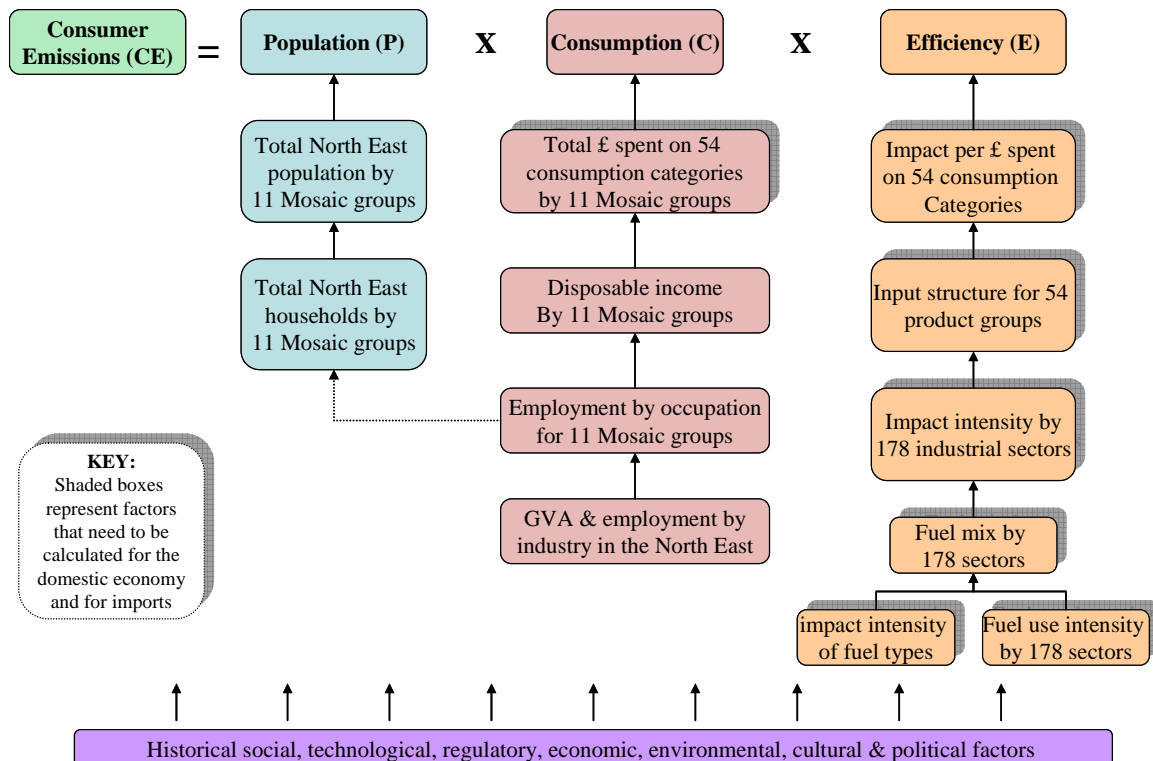 Consumer
Emissions (CE)
=
Population (P)
x
Consumption (C)
x
Efficiency (E)
Total North East
population by
11 Mosaic groups
Total £ spent on 54
consumption categories
by 11 Mosaic groups
Impact per £ spent
on 54 consumption
Categories
Total North East
households by
11 Mosaic groups
Disposable income
By 11 Mosaic groups
Input structure for 54
product groups
Employment by occupation
for 11 Mosaic groups
Impact intensity by
178 industrial sectors
KEY:
Shaded boxes
represent factors
that need to be
calculated for the
domestic economy
and for imports
GVA & employment by
industry in the North East
Fuel mix by
178 sectors
impact intensity
of fuel types
Fuel use intensity
by 178 sectors
Historical social, technological, regulatory, economic, environmental, cultural & political factors